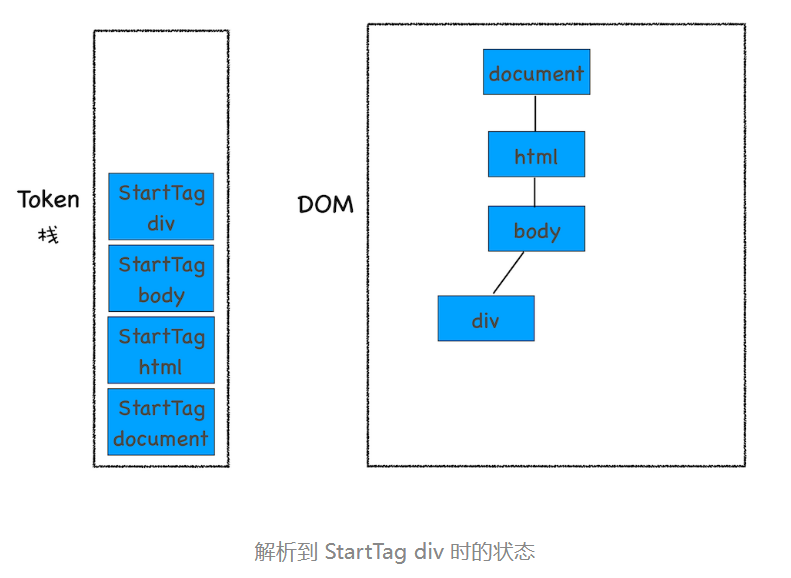 Token
栈
StartTag
div
StartTag
body
StartTag
html
StartTag
document
DOM
document
html
body
div
解析到 StartTag div 时的状态